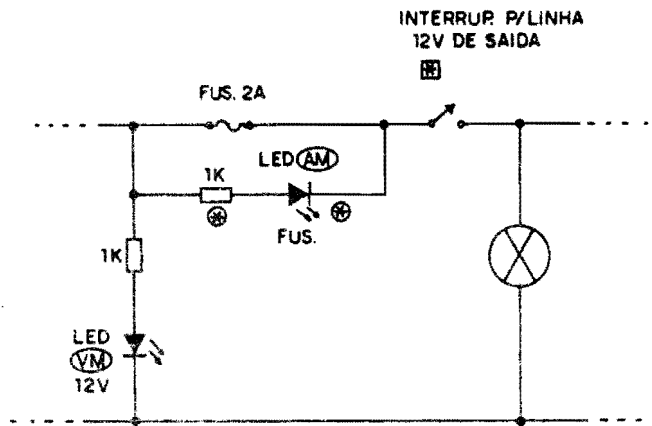 INTERRUP. P/LINHA
12V DE SAIDA
FUS. 2A
LED AM
1K
FUS.
1K
LED
VM
12V